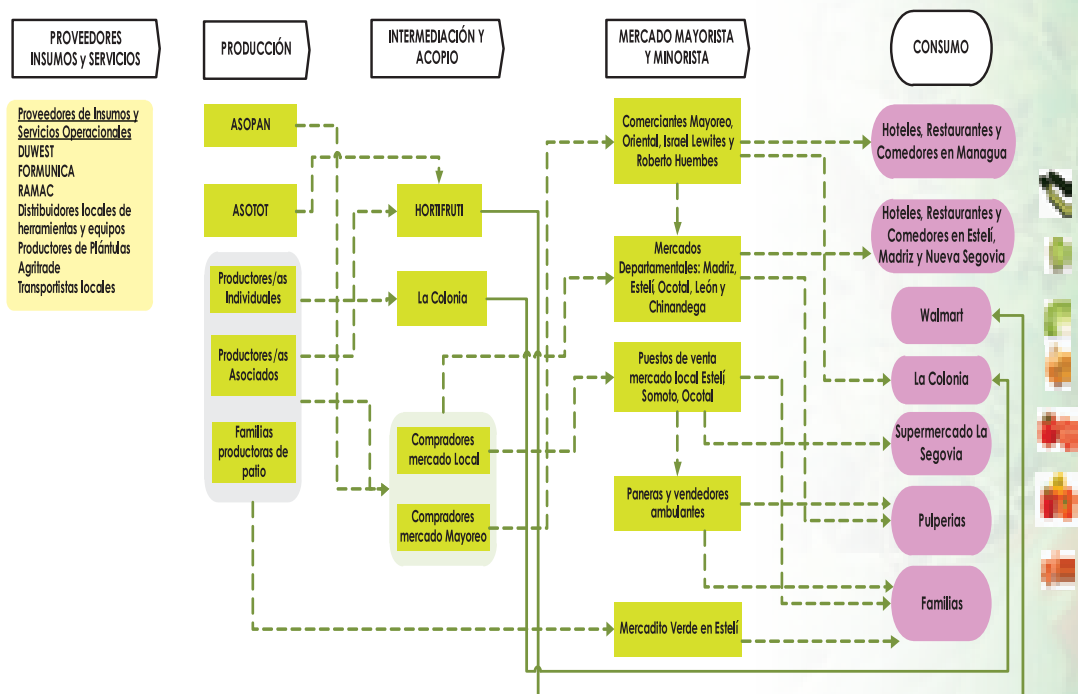 PROVEEDORES
INSUMOS y SERVICIOS
PRODUCCIÓN
INTERMEDIACIÓN Y
ACOPIO
MERCADO MAYORISTA
Y MINORISTA
CONSUMO
Proveedores de Insumos y
Servicios Operacionales
DUWEST
FORMUNICA
RAMAC
Distribuidores locales de
herramientas y equipos
Productores de Plántulas
Agritrade
Transportistas locales
ASOPAN
ASOTOT
Productores/as
Individuales
Productores/as
Asociados
Familias
productoras de
patio
HORTIFRUTI
La Colonia
Compradores
mercado Local
Compradores
mercado Mayoreo
Comerciantes Mayoreo,
Oriental, Israel Lewites y
Roberto Huembes
Mercados
Departamentales: Madriz,
Estelí, Ocotal, León y
Chinandega
Puestos de venta
mercado local Estelí,
Somoto, Ocotal
Paneras y vendedores
ambulantes
Mercadito Verde en Estelí
Hoteles, Restaurantes y
Comedores en Managua
Hoteles, Restaurantes y
Comedores en Estelí,
Madriz y Nueva Segovia
Walmart
La Colonia
Supermercado La
Segovia
Pulperias
Familias